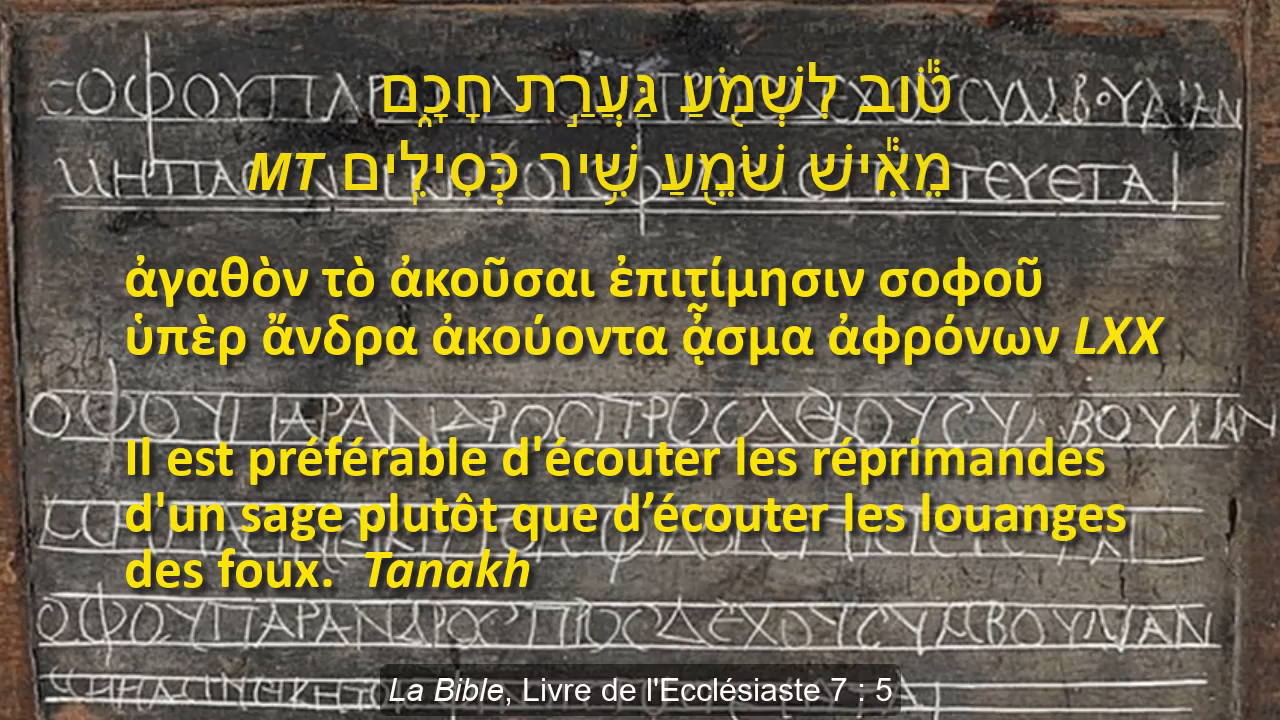 ט֕וֹב לִשְׁמֹ֖עַ גַּעֲרַ֣ת חָכָ֑ם
מֵאִ֕ישׁ שֹׁמֵ֖עַ שִׁ֥יר כְּסִילִֽים MT
ἀγαθὸν τὸ ἀκοῦσαι ἐπιτίμησιν σοφοῦ
ὑπὲρ ἄνδρα ἀκούοντα ᾆσμα ἀφρόνων LXX
ΟΦΟΥΠΑΡΑΝΔΡΟΣΠΡΟΣΔΕΧΟΥΣΥΜΒΟΥΛΙΑΝ
Il est préférable d'écouter les réprimandes
d'un sage plutôt que d’écouter les louanges
des foux. Tanakh
ΟΦΟΥΠΑΡΑΝΔΡΟΣΠΡΟΣΔΕΧΟΥΣΥΜΒΟΥΛΙΑΝ
La Bible, Livre de l'Ecclésiaste 7 : 5